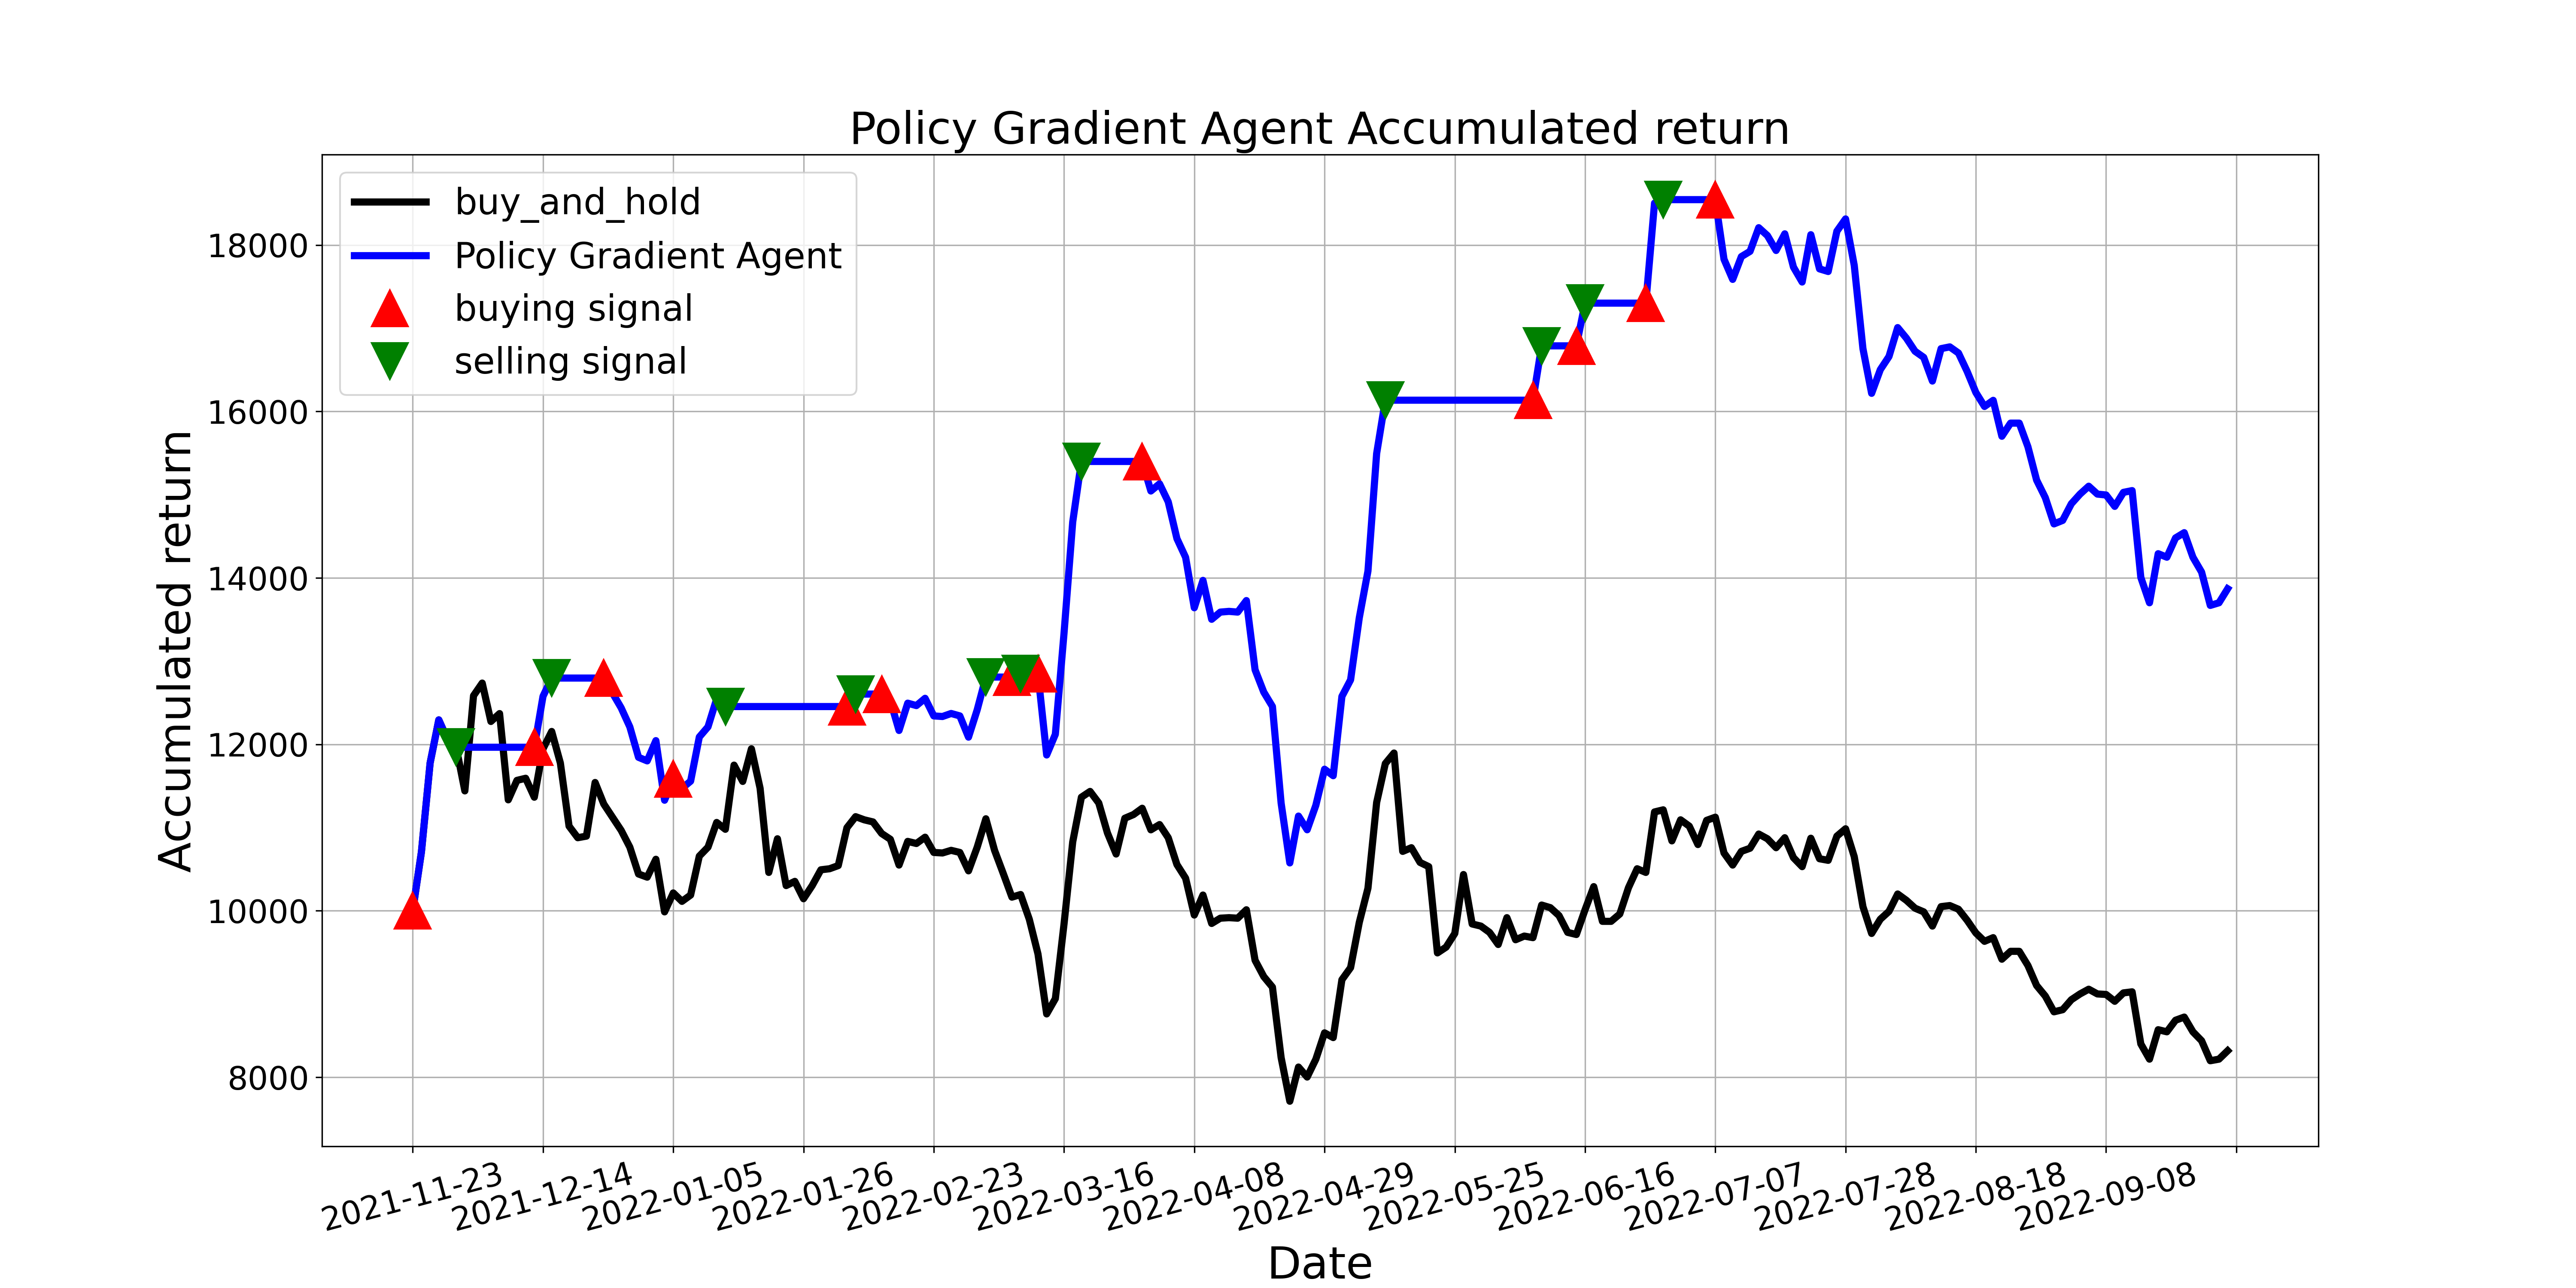 Policy Gradient Agent Accumulated return
buy_and_hold
Policy Gradient Agent
buying signal
selling signal
Accumulated return
18000
16000
14000
12000
10000
8000
2021-11-23
2021-12-14
2022-01-05
2022-01-26
2022-02-23
2022-03-16
2022-04-08
2022-04-29
2022-05-25
2022-06-16
2022-07-07
2022-07-28
2022-08-18
2022-09-08
Date